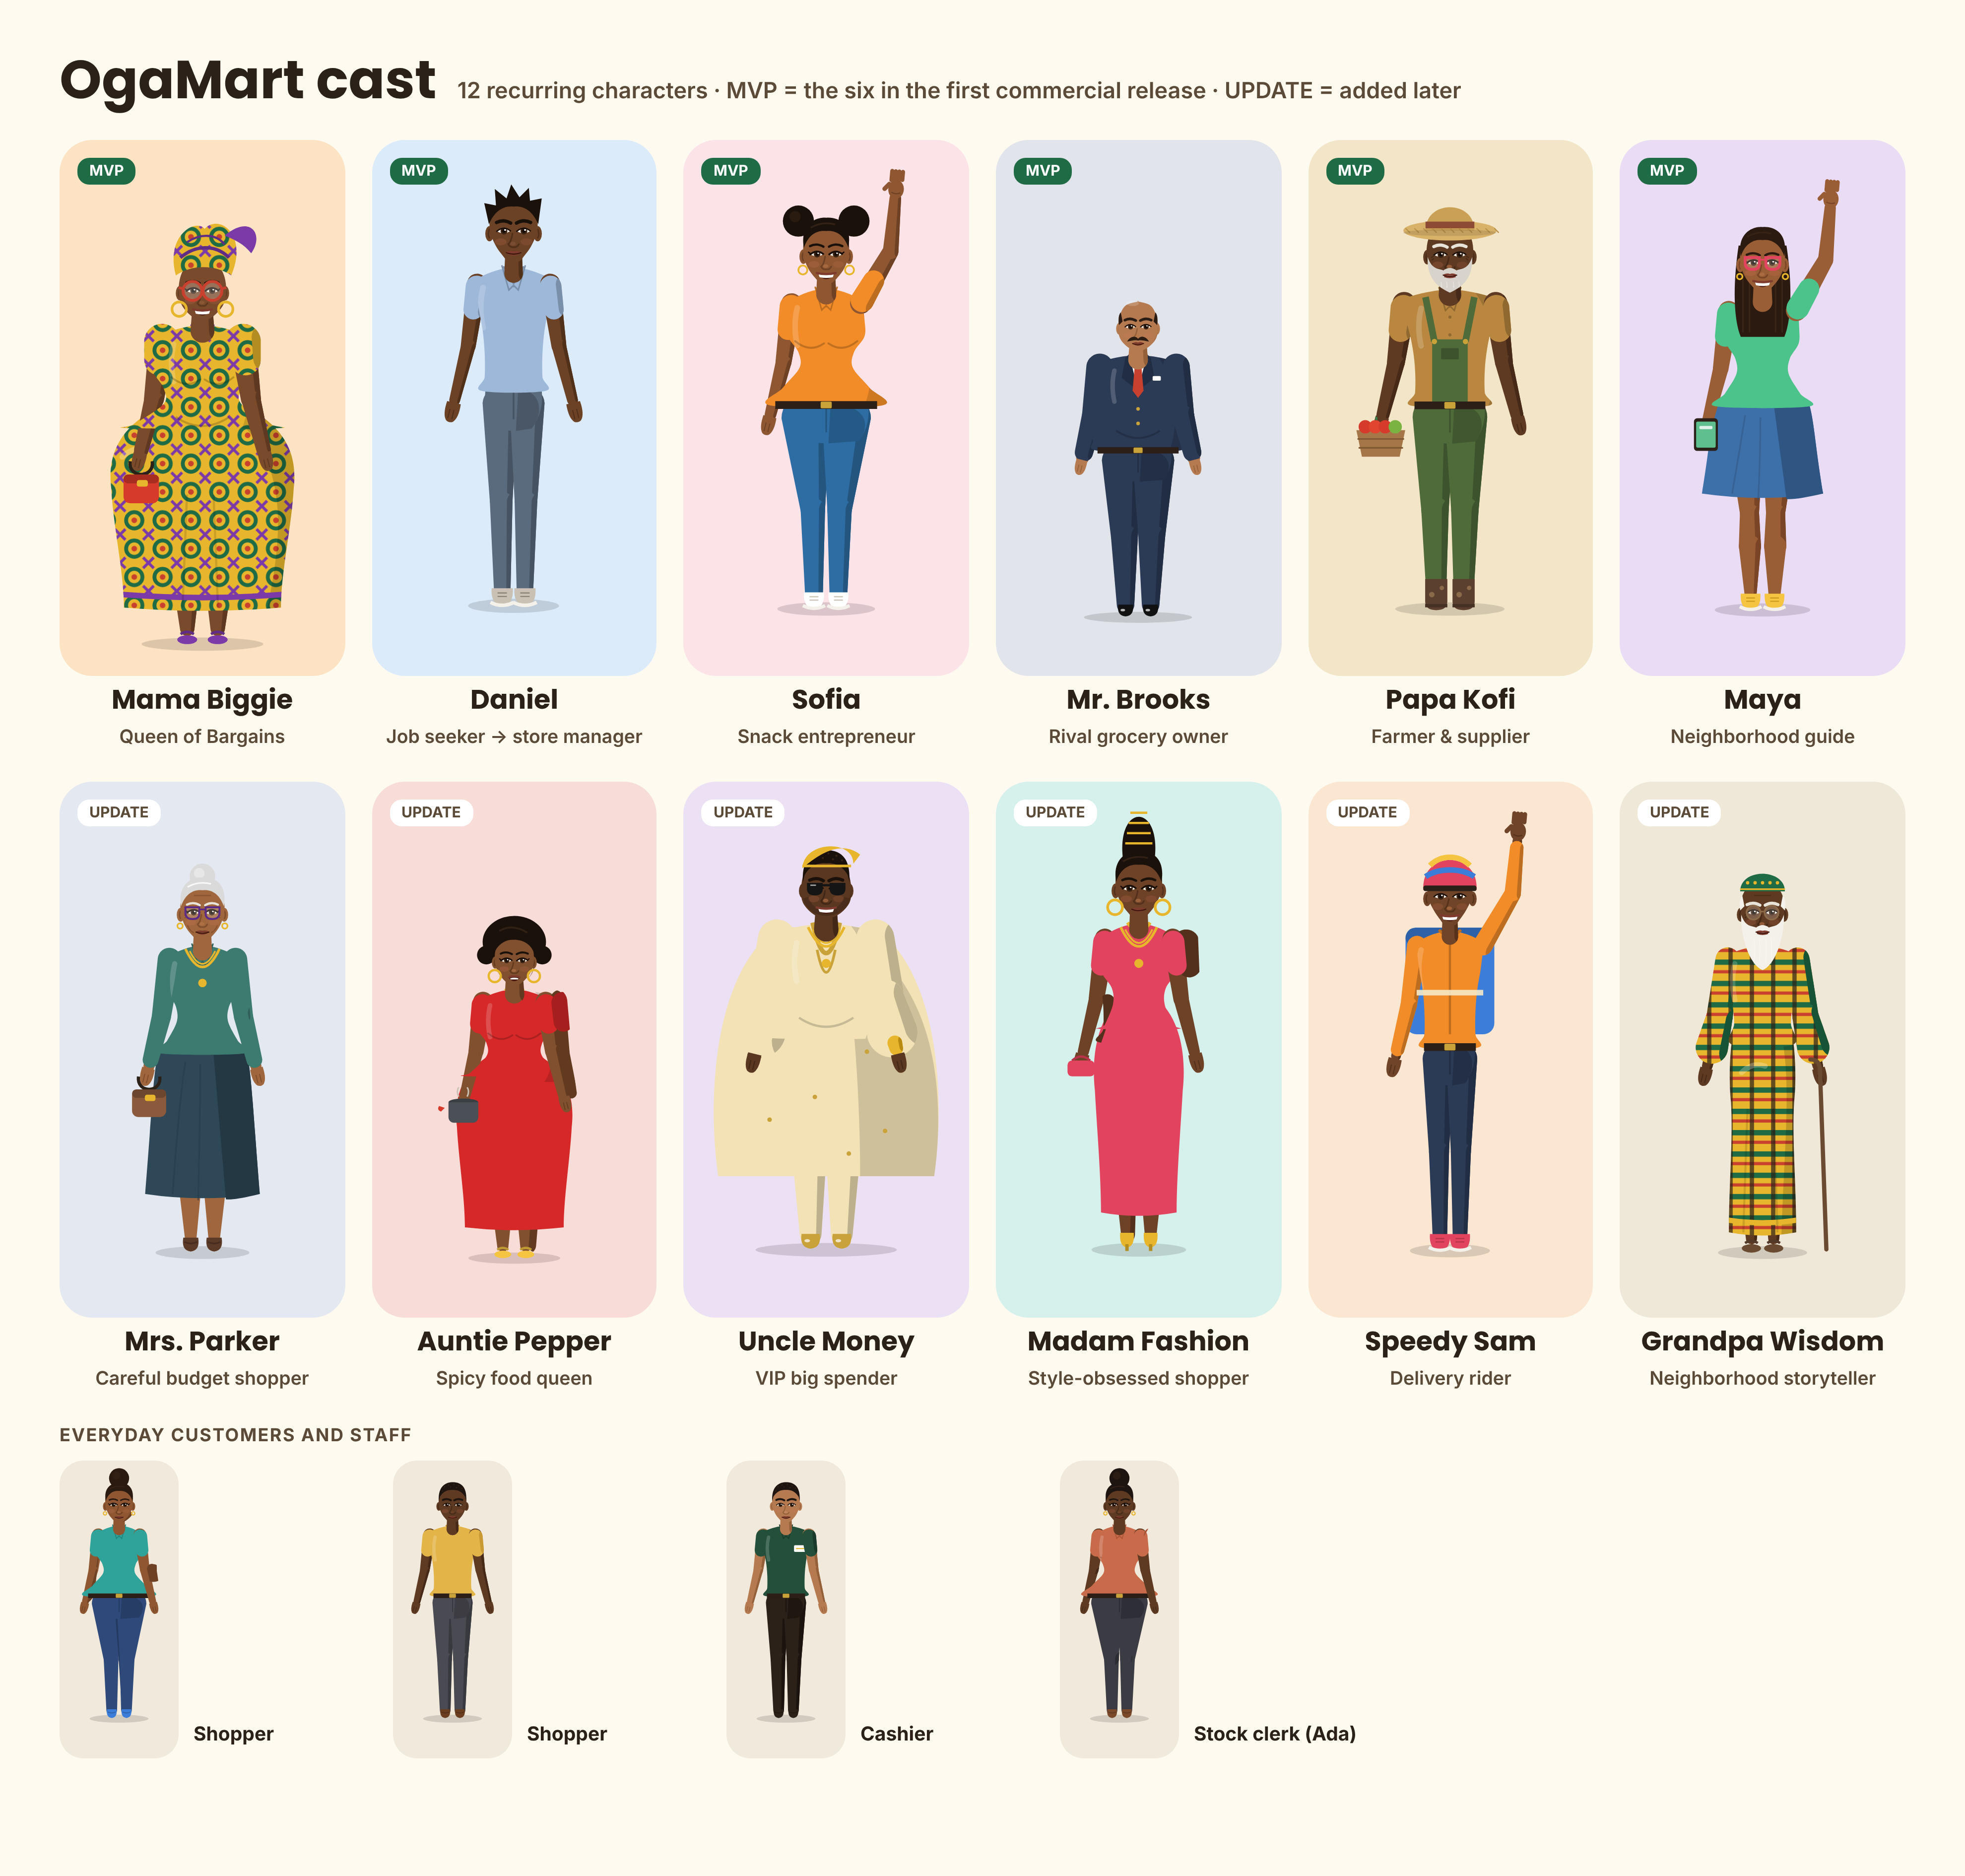 OgaMart cast 12 recurring characters · MVP = the six in the first commercial release · UPDATE = added later
MVP MVP MVP MVP MVP MVP
Mama Biggie Daniel Sofia Mr. Brooks Papa Kofi Maya
Queen of Bargains Job seeker → store manager Snack entrepreneur Rival grocery owner Farmer & supplier Neighborhood guide
UPDATE UPDATE UPDATE UPDATE UPDATE UPDATE
Mrs. Parker Auntie Pepper Uncle Money Madam Fashion Speedy Sam Grandpa Wisdom
Careful budget shopper Spicy food queen VIP big spender Style-obsessed shopper Delivery rider Neighborhood storyteller
EVERYDAY CUSTOMERS AND STAFF
Shopper Shopper Cashier Stock clerk (Ada)